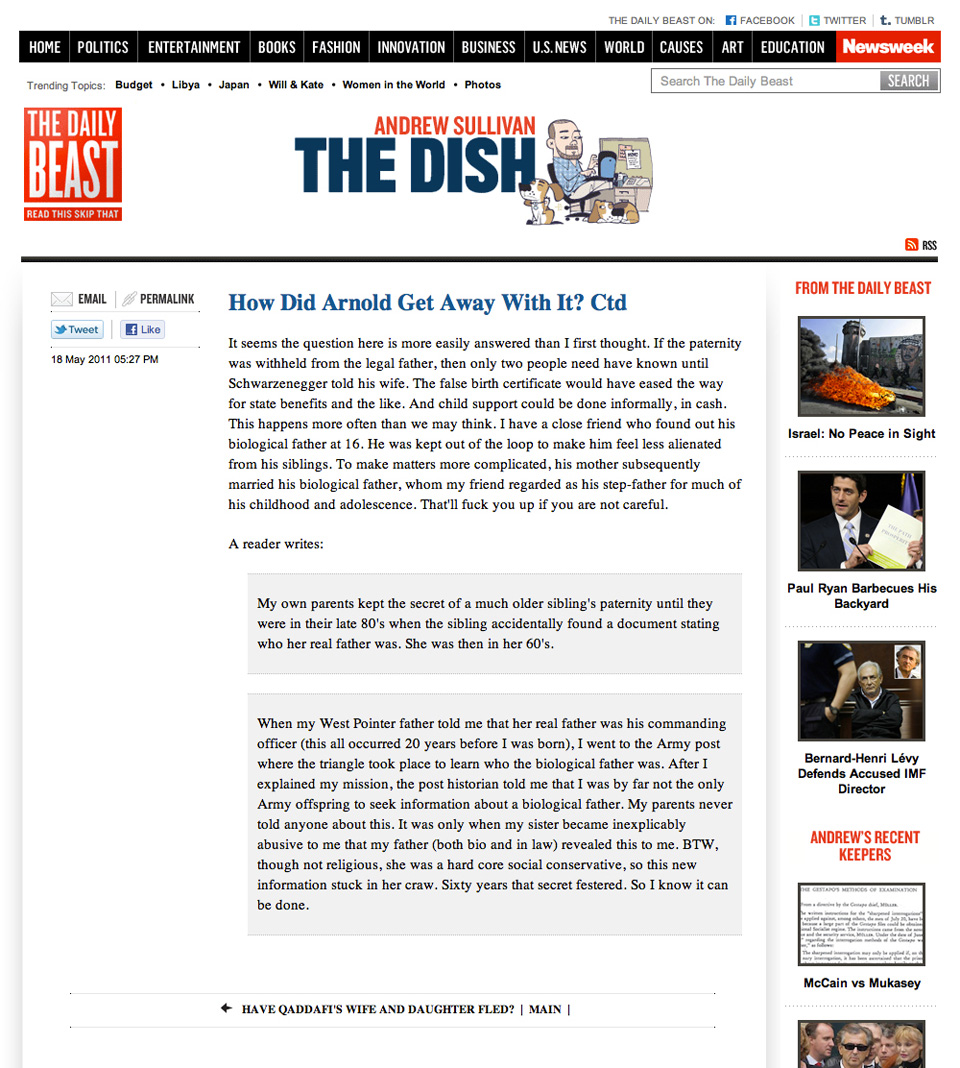 THE DAILY BEAST ON: FACEBOOK TWITTER TUMBLR
HOME POLITICS ENTERTAINMENT BOOKS FASHION INNOVATION BUSINESS U.S. NEWS WORLD CAUSES ART EDUCATION Newsweek
Trending Topics: Budget • Libya • Japan • Will & Kate • Women in the World • Photos
Search The Daily Beast SEARCH
THE DAILY
BEAST
READ THIS SKIP THAT
ANDREW SULLIVAN
THE DISH
RSS
EMAIL PERMALINK
Tweet Like
18 May 2011 05:27 PM
How Did Arnold Get Away With It? Ctd
It seems the question here is more easily answered than I first thought. If the paternity
was withheld from the legal father, then only two people need have known until
Schwarzenegger told his wife. The false birth certificate would have eased the way
for state benefits and the like. And child support could be done informally, in cash.
This happens more often than we may think. I have a close friend who found out his
biological father at 16. He was kept out of the loop to make him feel less alienated
from his siblings. To make matters more complicated, his mother subsequently
married his biological father, whom my friend regarded as his step-father for much of
his childhood and adolescence. That'll fuck you up if you are not careful.
A reader writes:
My own parents kept the secret of a much older sibling's paternity until they
were in their late 80's when the sibling accidentally found a document stating
who her real father was. She was then in her 60's.
When my West Pointer father told me that her real father was his commanding
officer (this all occurred 20 years before I was born), I went to the Army post
where the triangle took place to learn who the biological father was. After I
explained my mission, the post historian told me that I was by far not the only
Army offspring to seek information about a biological father. My parents never
told anyone about this. It was only when my sister became inexplicably
abusive to me that my father (both bio and in law) revealed this to me. BTW,
though not religious, she was a hard core social conservative, so this new
information stuck in her craw. Sixty years that secret festered. So I know it can
be done.
HAVE QADDAFI'S WIFE AND DAUGHTER FLED? | MAIN |
FROM THE DAILY BEAST
Israel: No Peace in Sight
THE PATH
PROSPERITY
Paul Ryan Barbecues His
Backyard
Bernard-Henri Lévy
Defends Accused IMF
Director
ANDREW'S RECENT
KEEPERS
THE GESTAPO'S METHODS OF EXAMINATION
From a directive by the Gestapo chief, MÜLLER.
McCain vs Mukasey